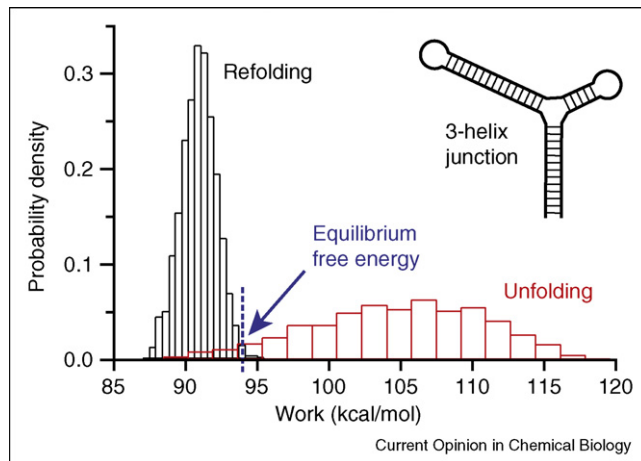 0.3
0.2
0.1
0.0
Probability density
Refolding
3-helix
junction
Equilibrium
free energy
Unfolding
85
90
95
100
105
110
115
120
Work (kcal/mol)
Current Opinion in Chemical Biology